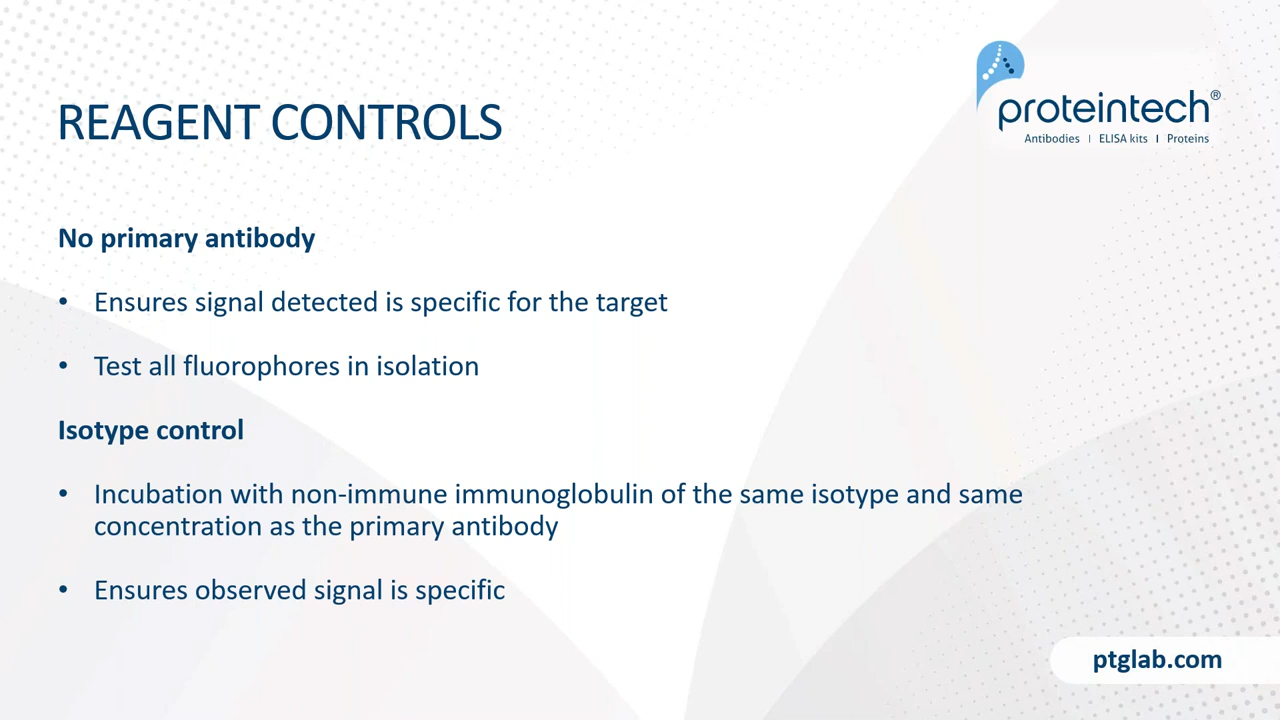 proteintech®
Antibodies | ELISA kits | Proteins
REAGENT CONTROLS
No primary antibody
• Ensures signal detected is specific for the target
• Test all fluorophores in isolation
Isotype control
• Incubation with non-immune immunoglobulin of the same isotype and same
concentration as the primary antibody
• Ensures observed signal is specific
ptglab.com